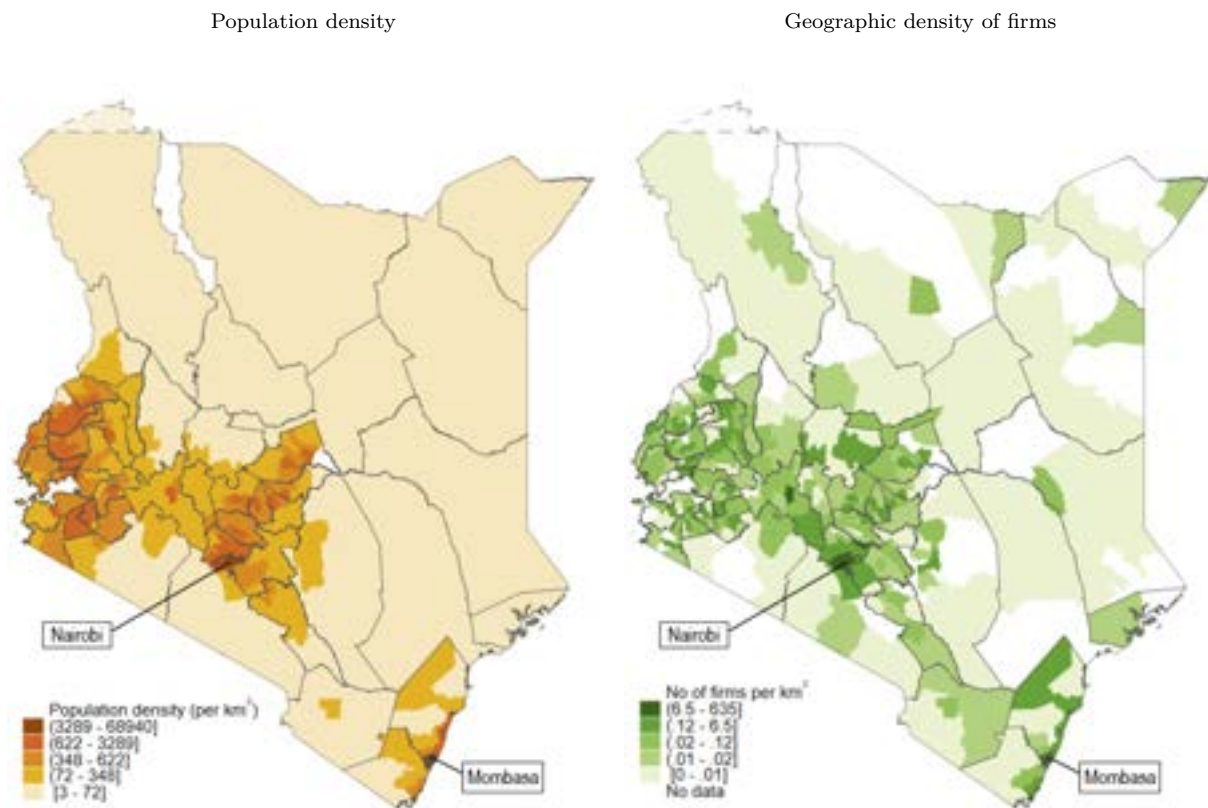 Population density
Geographic density of firms
Nairobi
Population density (per km²)
(3289 - 68940]
(622 - 3289]
(348 - 622]
(72 - 348]
]3 - 72]
Mombasa
Nairobi
No of firms per km²
(6.5 - 635]
(.12 - 6.5]
(.02 - .12]
(.01 - .02]
]0 - .01]
No data
Mombasa